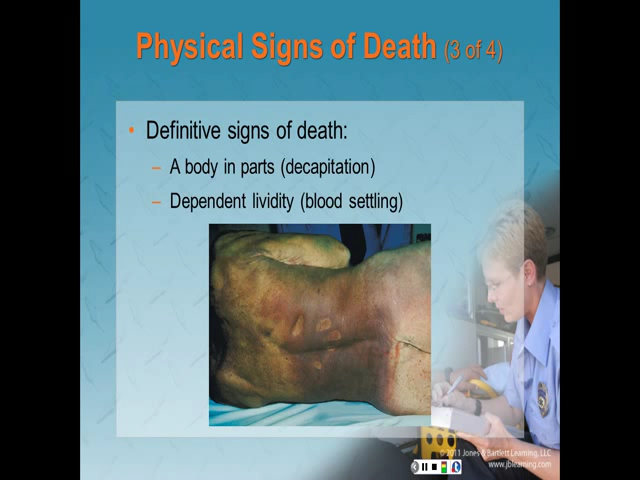 Physical Signs of Death (3 of 4)
• Definitive signs of death:
– A body in parts (decapitation)
– Dependent lividity (blood settling)
© 2011 Jones & Bartlett Learning, LLC
www.jblearning.com